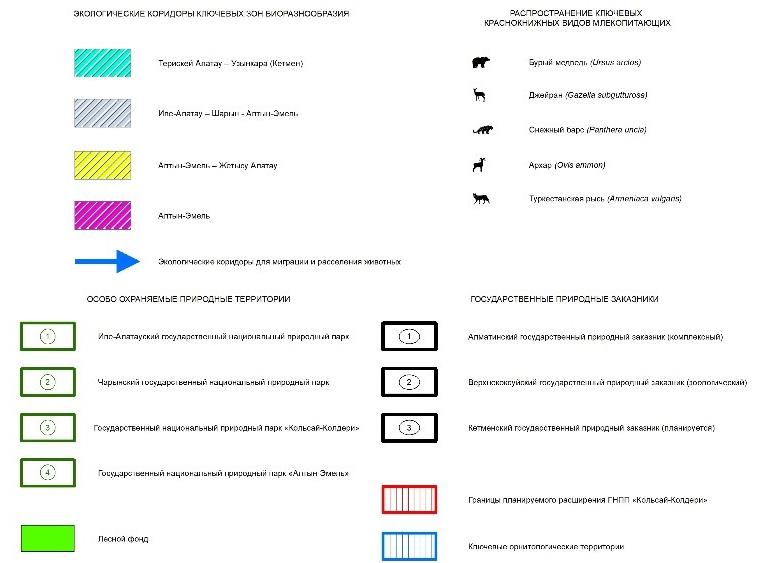 ЭКОЛОГИЧЕСКИЕ КОРИДОРЫ КЛЮЧЕВЫХ ЗОН БИОРАЗНООБРАЗИЯ
Терискей Алатау – Узынкара (Кетмен)
Иле-Алатау – Шарын - Алтын-Эмель
Алтын-Эмель – Жетысу Алатау
Алтын-Эмель
Экологические коридоры для миграции и расселения животных
РАСПРОСТРАНЕНИЕ КЛЮЧЕВЫХ
КРАСНОКНИЖНЫХ ВИДОВ МЛЕКОПИТАЮЩИХ
Бурый медведь (Ursus arctos)
Джейран (Gazella subgutturosa)
Снежный барс (Panthera uncia)
Архар (Ovis ammon)
Туркестанская рысь (Armeniaca vulgaris)
ОСОБО ОХРАНЯЕМЫЕ ПРИРОДНЫЕ ТЕРРИТОРИИ
1 Иле-Алатауский государственный национальный природный парк
2 Чарынский государственный национальный природный парк
3 Государственный национальный природный парк «Кольсай-Колдери»
4 Государственный национальный природный парк «Алтын-Эмель»
Лесной фонд
ГОСУДАРСТВЕННЫЕ ПРИРОДНЫЕ ЗАКАЗНИКИ
1 Алматинский государственный природный заказник (комплексный)
2 Верхнекоксуйский государственный природный заказник (зоологический)
3 Кетменский государственный природный заказник (планируется)
Границы планируемого расширения ГНПП «Кольсай-Колдери»
Ключевые орнитологические территории